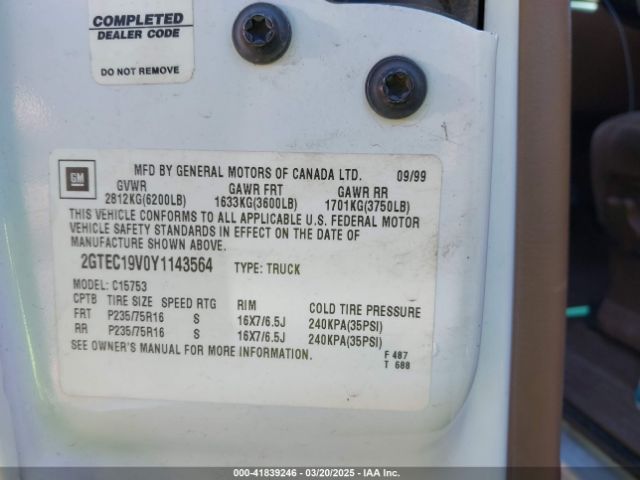 COMPLETED
DEALER CODE
DO NOT REMOVE
GM
MFD BY GENERAL MOTORS OF CANADA LTD. 09/99
GVWR GAWR FRT GAWR RR
2812KG(6200LB) 1633KG(3600LB) 1701KG(3750LB)
THIS VEHICLE CONFORMS TO ALL APPLICABLE U.S. FEDERAL MOTOR
VEHICLE SAFETY STANDARDS IN EFFECT ON THE DATE OF
MANUFACTURE SHOWN ABOVE.
2GTEC19V0Y1143564 TYPE: TRUCK
MODEL: C15753
CPTB TIRE SIZE SPEED RTG RIM COLD TIRE PRESSURE
FRT P235/75R16 S 16X7/6.5J 240KPA(35PSI)
RR P235/75R16 S 16X7/6.5J 240KPA(35PSI)
SEE OWNER'S MANUAL FOR MORE INFORMATION. F 487
T 688
000-41839246 - 03/20/2025 - IAA Inc.